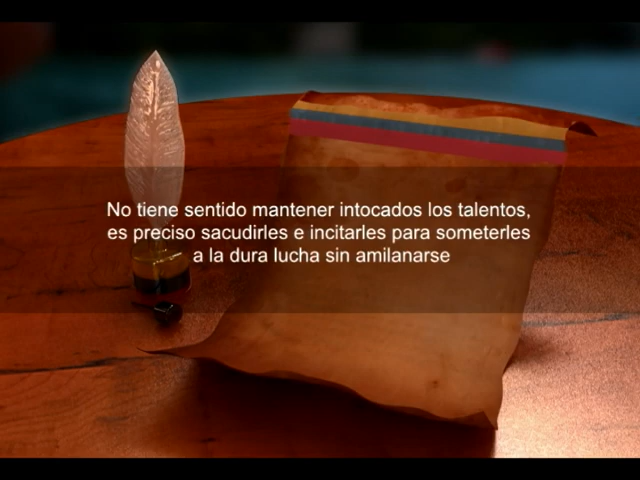 No tiene sentido mantener intocados los talentos,
es preciso sacudirles e incitarles para someterles
a la dura lucha sin amilanarse